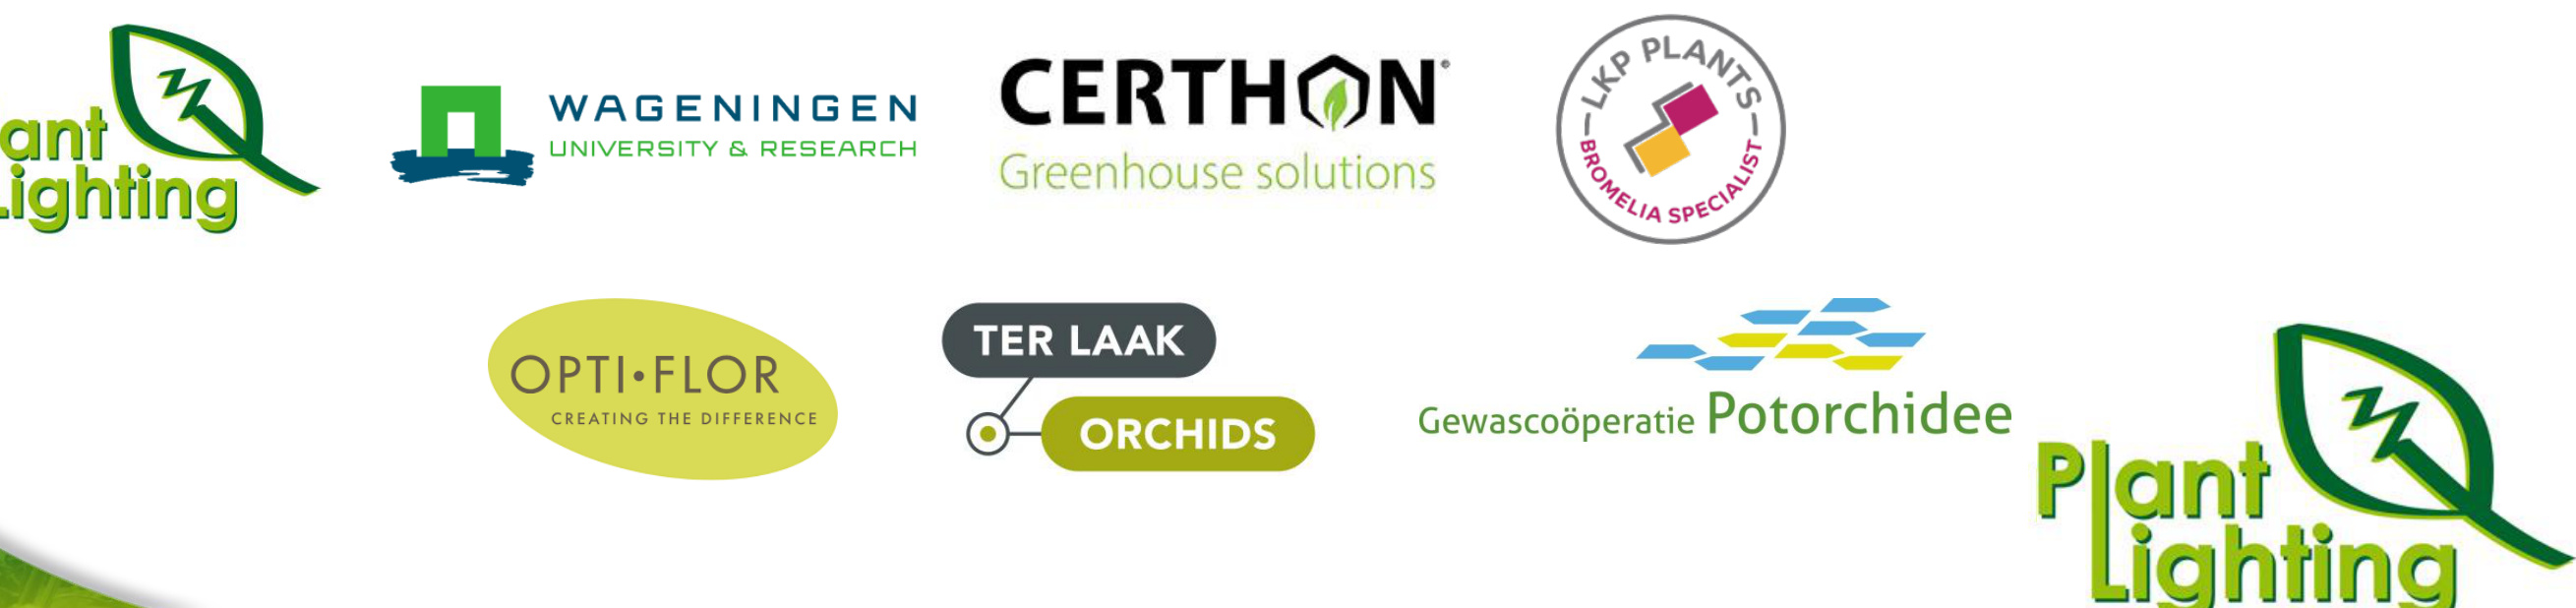 ant
ighting
WAGENINGEN
UNIVERSITY & RESEARCH
CERTHON®
Greenhouse solutions
LKP PLANTS
BROMELIA SPECIALIST
OPTI•FLOR
CREATING THE DIFFERENCE
TER LAAK
ORCHIDS
Gewascoöperatie Potorchidee
Plant
Lighting